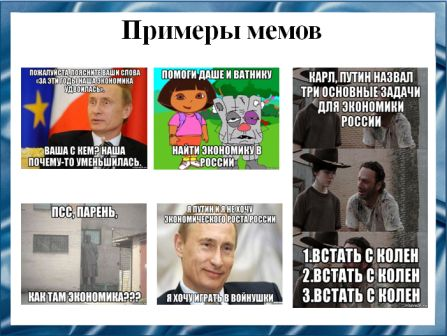 Примеры мемов
ПОЖАЛУЙСТА, ПОЯСНИТЕ ВАШИ СЛОВА
«ЗА ЭТИ ГОДЫ, НАША ЭКОНОМИКА
УДВОИЛАСЬ».
ВАША С КЕМ? НАША
ПОЧЕМУ-ТО УМЕНЬШИЛАСЬ.
ПОМОГИ ДАШЕ И ВАТНИКУ
НАЙТИ ЭКОНОМИКУ В
РОССИИ
КАРЛ, ПУТИН НАЗВАЛ
ТРИ ОСНОВНЫЕ ЗАДАЧИ
ДЛЯ ЭКОНОМИКИ
РОССИИ
1.ВСТАТЬ С КОЛЕН
2.ВСТАТЬ С КОЛЕН
3.ВСТАТЬ С КОЛЕН
ПСС, ПАРЕНЬ,
КАК ТАМ ЭКОНОМИКА???
Я ПУТИН И Я НЕ ХОЧУ
ЭКОНОМИЧЕСКОГО РОСТА РОССИИ
Я ХОЧУ ИГРАТЬ В ВОЙНУШКИ